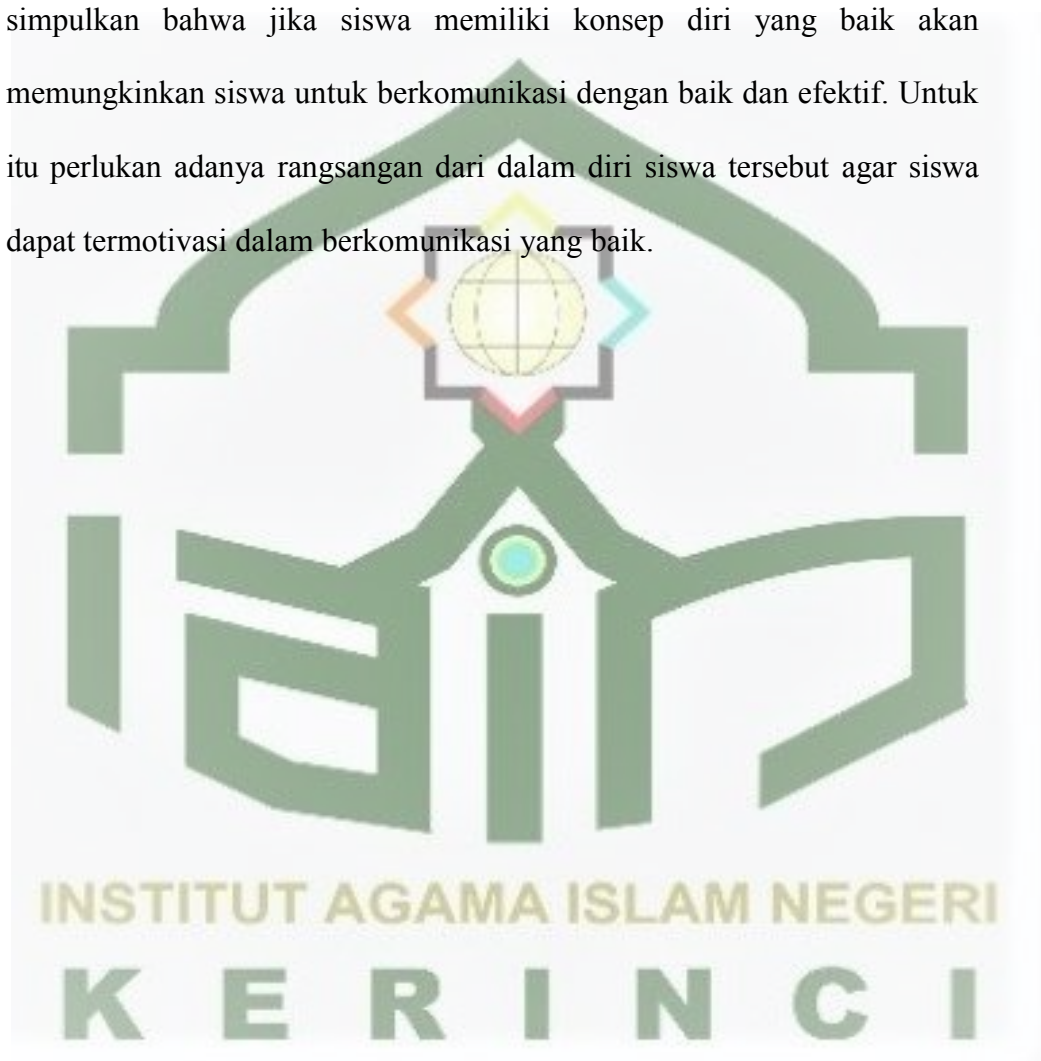 simpulkan bahwa jika siswa memiliki konsep diri yang baik akan
memungkinkan siswa untuk berkomunikasi dengan baik dan efektif. Untuk
itu perlukan adanya rangsangan dari dalam diri siswa tersebut agar siswa
dapat termotivasi dalam berkomunikasi yang baik.
iain
INSTITUT AGAMA ISLAM NEGERI
KERINCI